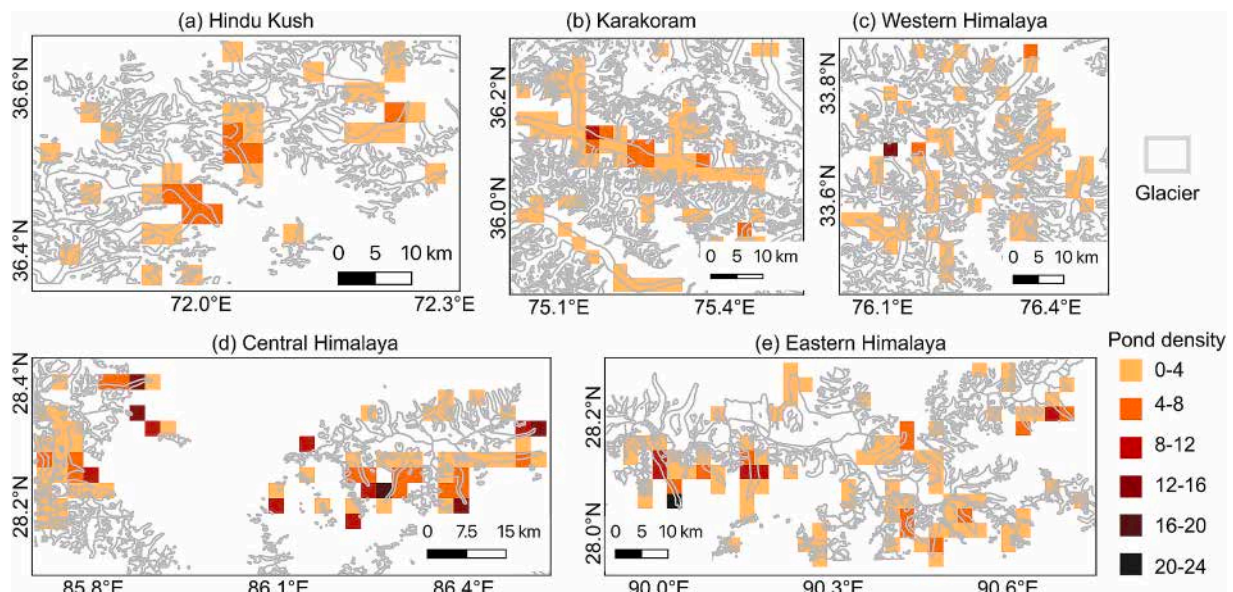 (a) Hindu Kush
(b) Karakoram
(c) Western Himalaya
36.6°N
36.4°N
0 5 10 km
72.0°E 72.3°E
36.2°N
36.0°N
0 5 10 km
75.1°E 75.4°E
33.8°N
33.6°N
0 5 10 km
76.1°E 76.4°E
Glacier
(d) Central Himalaya
(e) Eastern Himalaya
28.4°N
28.2°N
0 7.5 15 km
85.8°E 86.1°E 86.4°E
28.2°N
28.0°N
0 5 10 km
90.0°E 90.3°E 90.6°E
Pond density
0-4
4-8
8-12
12-16
16-20
20-24